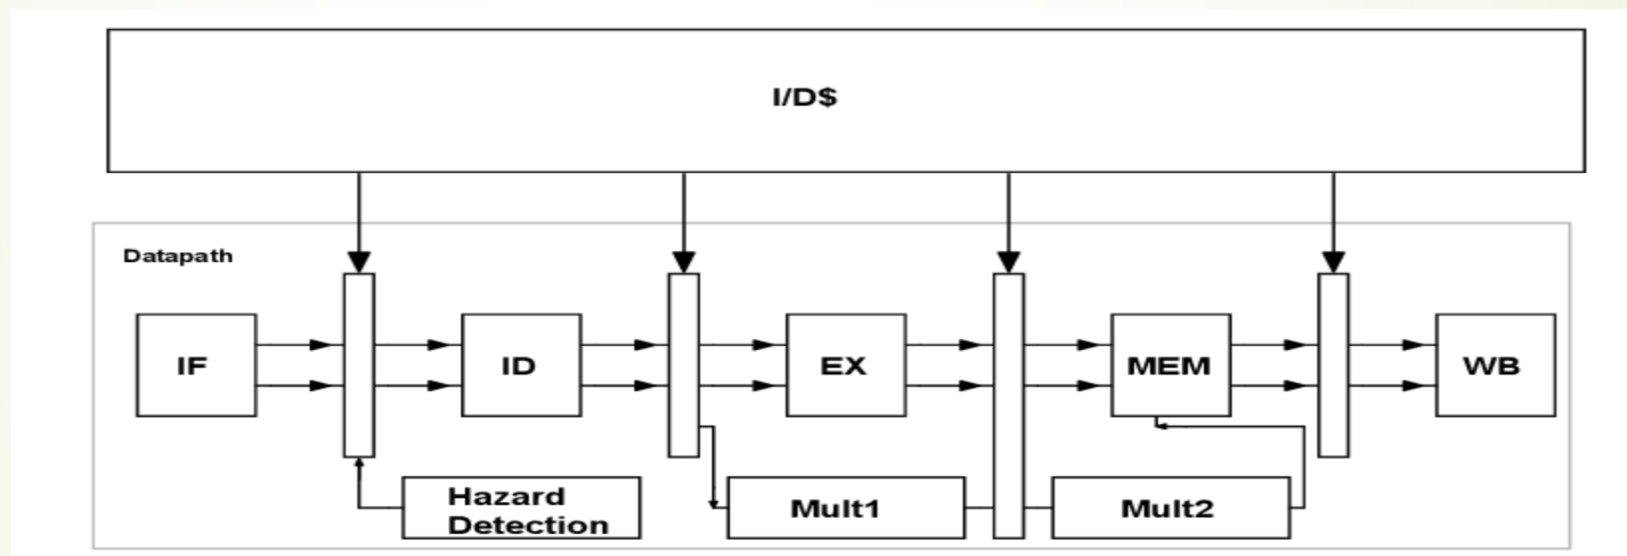 I/D$
Datapath
IF
ID
EX
MEM
WB
Hazard
Detection
Mult1
Mult2